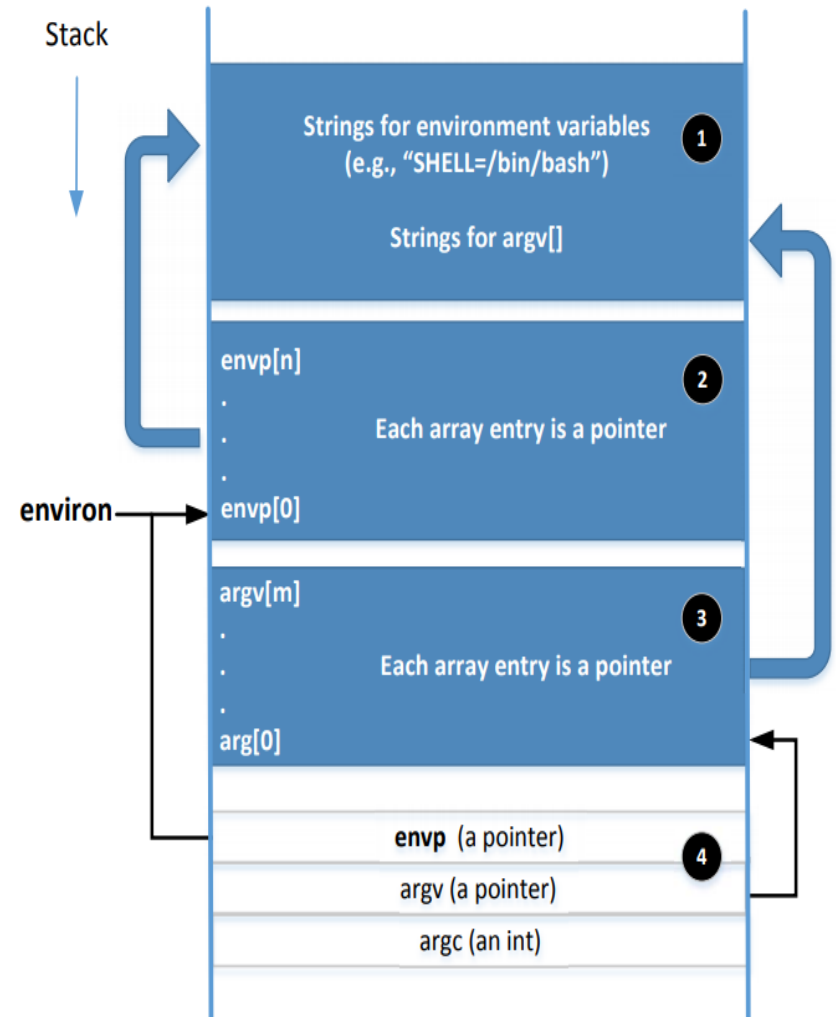 Stack
Strings for environment variables
(e.g., “SHELL=/bin/bash”)
1
Strings for argv[]
envp[n]
.
2
.
Each array entry is a pointer
.
environ
envp[0]
argv[m]
.
3
.
Each array entry is a pointer
.
arg[0]
envp (a pointer)
4
argv (a pointer)
argc (an int)